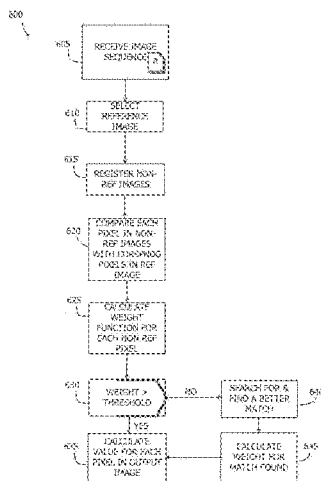 600
605
RECEIVE IMAGE
SEQUENCE
610
SELECT
REFERENCE
IMAGE
615
REGISTER NON-
REF IMAGES
620
COMPARE EACH
PIXEL IN NON-
REF IMAGES
WITH
PIXELS IN REF
IMAGE
625
CALCULATE
WEIGHT
FUNCTION FOR
EACH NON REF
PIXEL
630
WEIGHT >
THRESHOLD
NO
SEARCH FOR &
FIND A BETTER
MATCH
YES
635
CALCULATE
VALUE FOR EACH
PIXEL IN OUTPUT
IMAGE
CALCULATE
WEIGHT FOR
MATCH FOUND